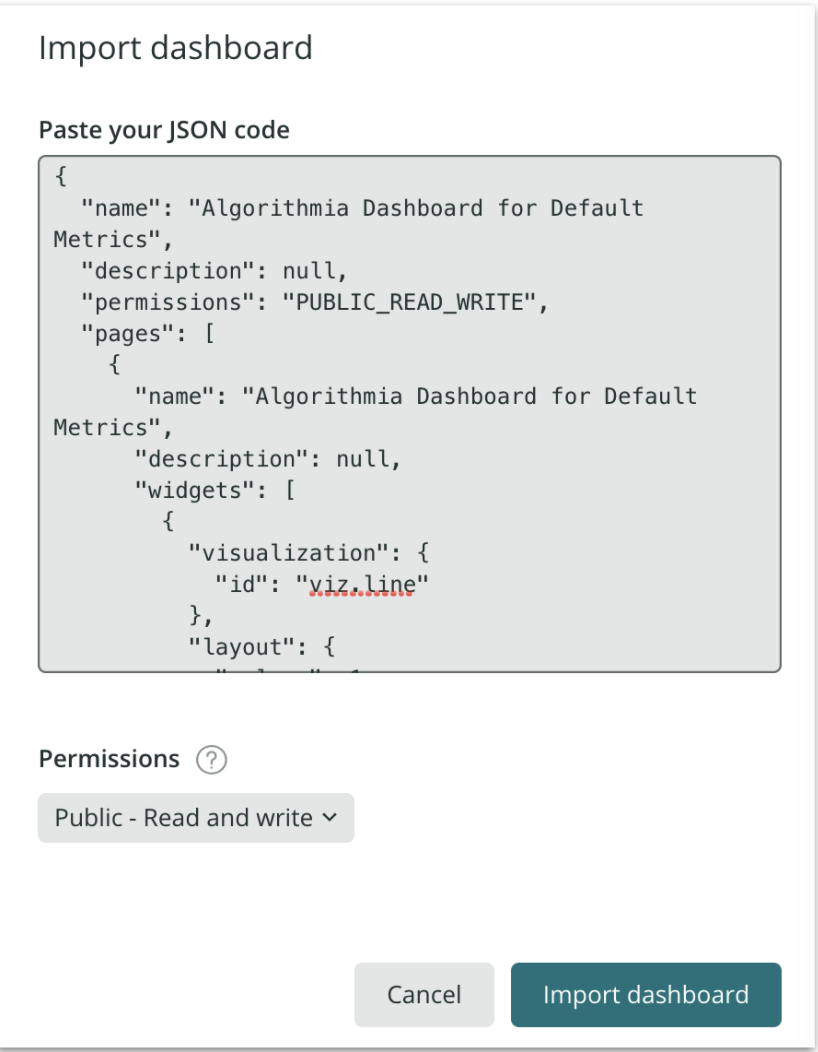 Import dashboard
Paste your JSON code
{
  "name": "Algorithmia Dashboard for Default
Metrics",
  "description": null,
  "permissions": "PUBLIC_READ_WRITE",
  "pages": [
    {
      "name": "Algorithmia Dashboard for Default
Metrics",
      "description": null,
      "widgets": [
        {
          "visualization": {
            "id": "viz.line"
          },
          "layout": {
Permissions ?
Public - Read and write
Cancel Import dashboard